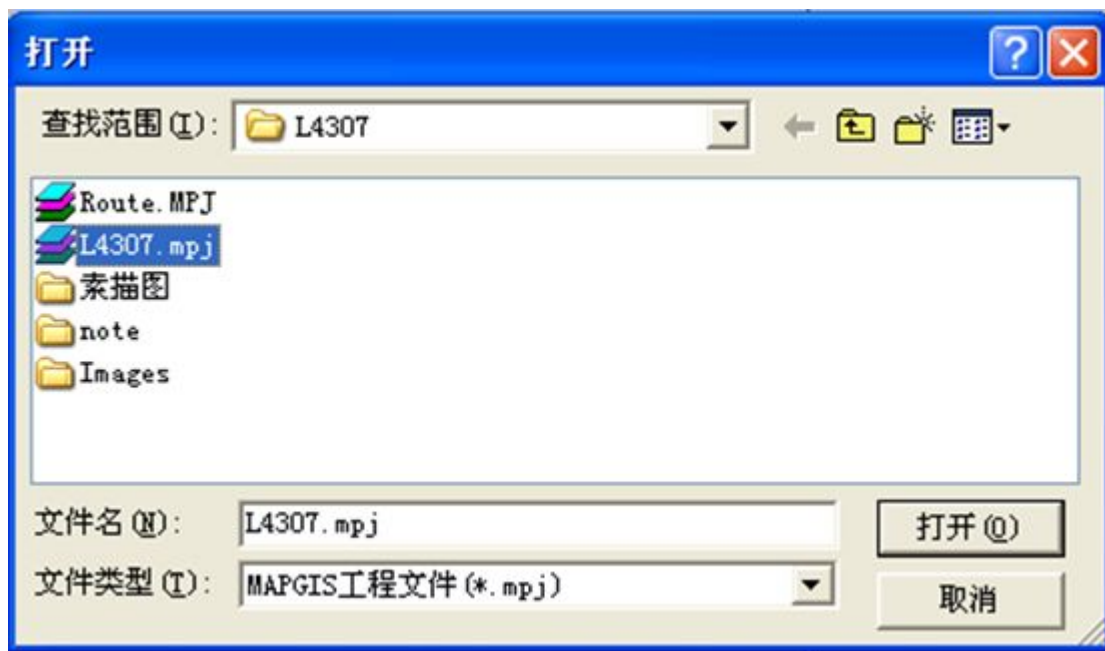 打开
查找范围(I): L4307
Route.MPJ
L4307.mpj
素描图
note
Images
文件名(N): L4307.mpj 打开(O)
文件类型(T): MAPGIS工程文件(*.mpj) 取消